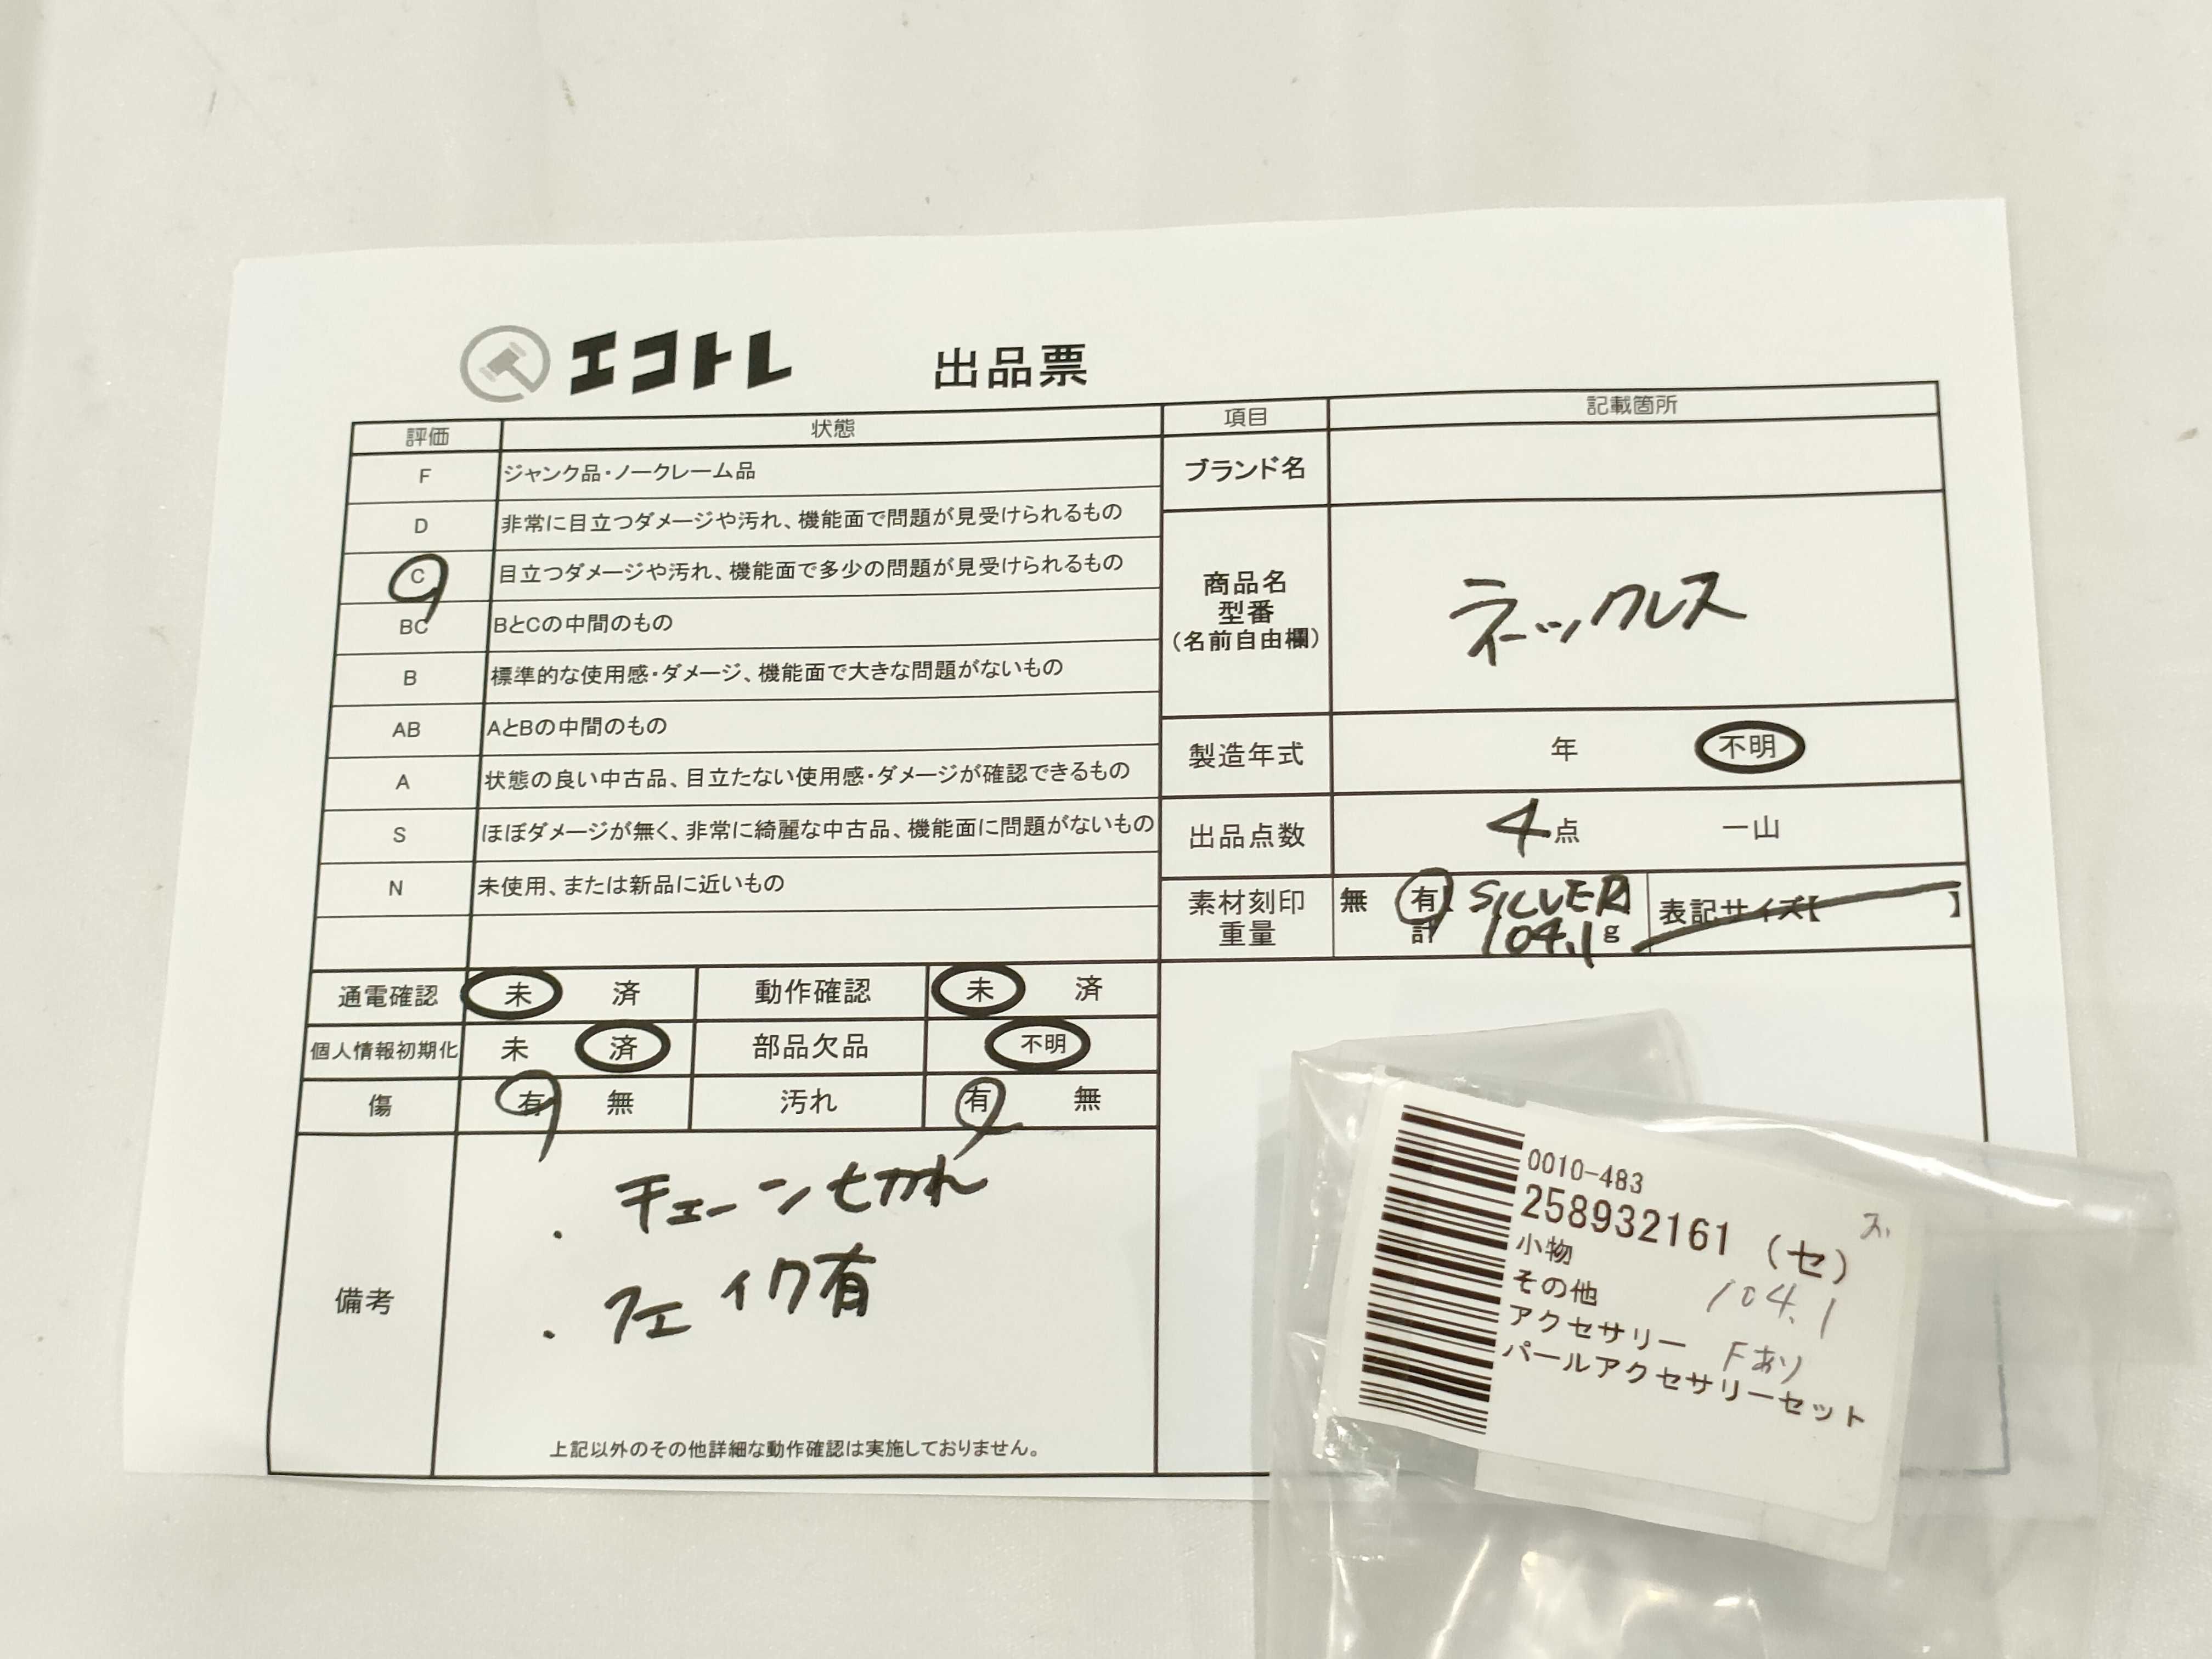 エコトレ 出品票
評価 状態 項目 記載箇所
F ジャンク品・ノークレーム品
ブランド名
D 非常に目立つダメージや汚れ、機能面で問題が見受けられるもの
C 目立つダメージや汚れ、機能面で多少の問題が見受けられるもの
BC BとCの中間のもの
商品名
型番
(名前自由欄)
ネックレス
B 標準的な使用感・ダメージ、機能面で大きな問題がないもの
AB AとBの中間のもの
製造年式 年 不明
A 状態の良い中古品、目立たない使用感・ダメージが確認できるもの
S ほぼダメージが無く、非常に綺麗な中古品、機能面に問題がないもの
出品点数 4点 一山
N 未使用、または新品に近いもの
素材刻印 無 有 SILVER 表記サイズ【 】
重量 計 104.1g
通電確認 未 済 動作確認 未 済
個人情報初期化 未 済 部品欠品 不明
傷 有 無 汚れ 有 無
備考
・チェーン切れ
・フェイク有
上記以外のその他詳細な動作確認は実施しておりません。
0010-483
258932161 (セ)
小物
その他 104.1
アクセサリー Fあり
パールアクセサリーセット